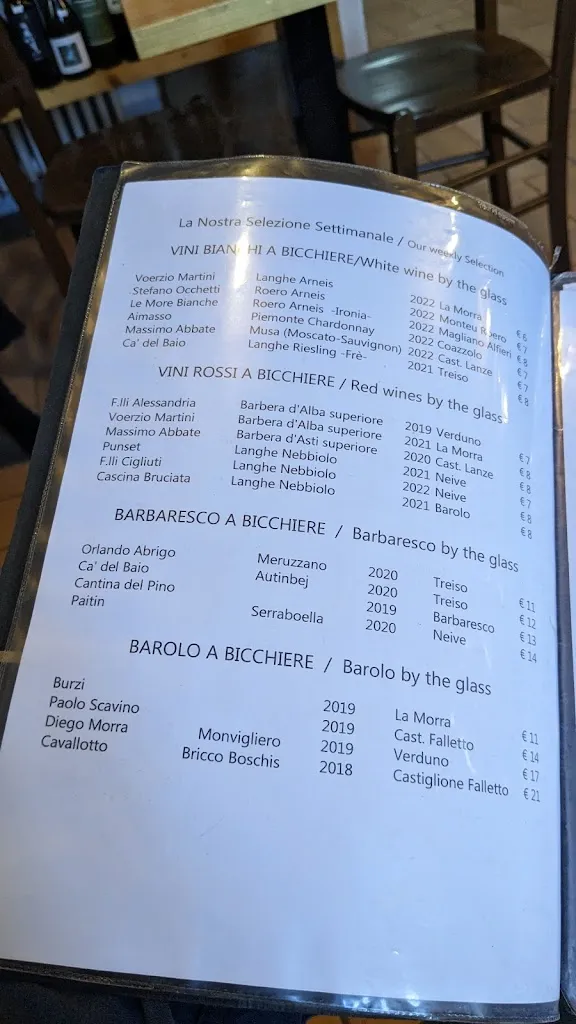 La Nostra Selezione Settimanale / Our weekly Selection
VINI BIANCHI A BICCHIERE/White wine by the glass
Voerzio Martini Langhe Arneis 2022 La Morra € 6
Stefano Occhetti Roero Arneis 2022 Monteu Roero € 7
Le More Bianche Roero Arneis -Ironia- 2022 Magliano Alfieri € 8
Aimasso Piemonte Chardonnay 2022 Coazzolo € 7
Massimo Abbate Musa (Moscato-Sauvignon) 2022 Cast. Lanze € 7
Ca' del Baio Langhe Riesling -Frè- 2021 Treiso € 8
VINI ROSSI A BICCHIERE / Red wines by the glass
F.lli Alessandria Barbera d'Alba superiore 2019 Verduno € 7
Voerzio Martini Barbera d'Alba superiore 2021 La Morra € 8
Massimo Abbate Barbera d'Asti superiore 2020 Cast. Lanze € 8
Punset Langhe Nebbiolo 2021 Neive € 7
F.lli Cigliuti Langhe Nebbiolo 2022 Neive € 8
Cascina Bruciata Langhe Nebbiolo 2021 Barolo € 8
BARBARESCO A BICCHIERE / Barbaresco by the glass
Orlando Abrigo Meruzzano 2020 Treiso € 11
Ca' del Baio Autinbej 2020 Treiso € 12
Cantina del Pino 2019 Barbaresco € 13
Paitin Serraboella 2020 Neive € 14
BAROLO A BICCHIERE / Barolo by the glass
Burzi 2019 La Morra € 11
Paolo Scavino 2019 Cast. Falletto € 14
Diego Morra Monvigliero 2019 Verduno € 17
Cavallotto Bricco Boschis 2018 Castiglione Falletto € 21